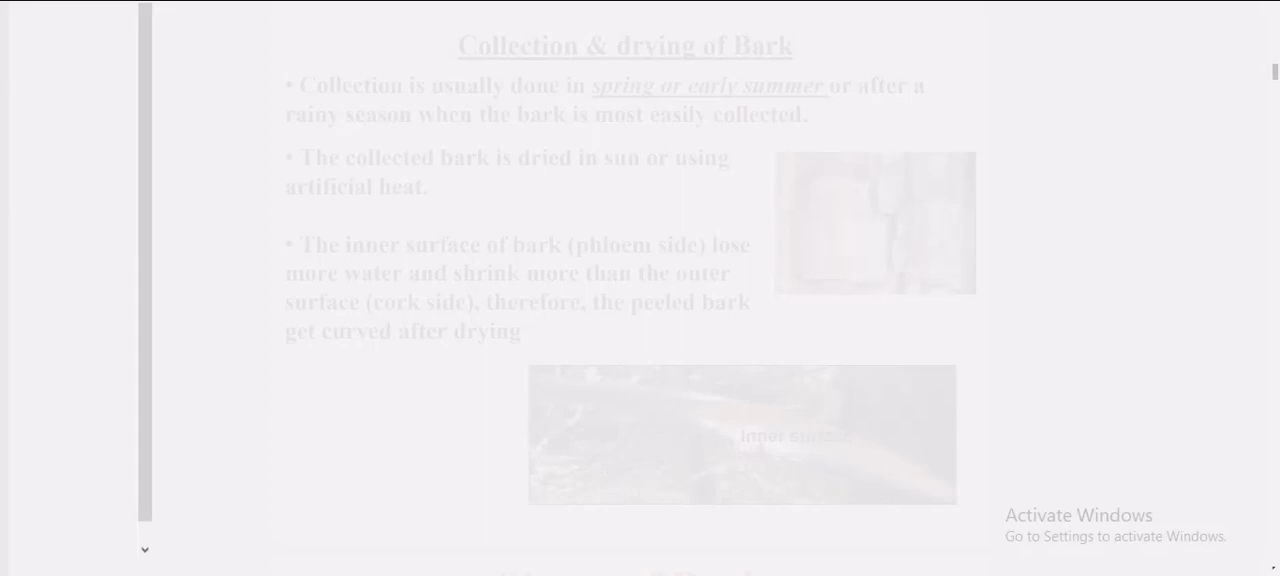 Collection & drying of Bark
• Collection is usually done in spring or early summer or after a
rainy season when the bark is most easily collected.
• The collected bark is dried in sun or using
artificial heat.
• The inner surface of bark (phloem side) lose
more water and shrink more than the outer
surface (cork side), therefore, the peeled bark
get curved after drying
Inner surface
Activate Windows
Go to Settings to activate Windows.